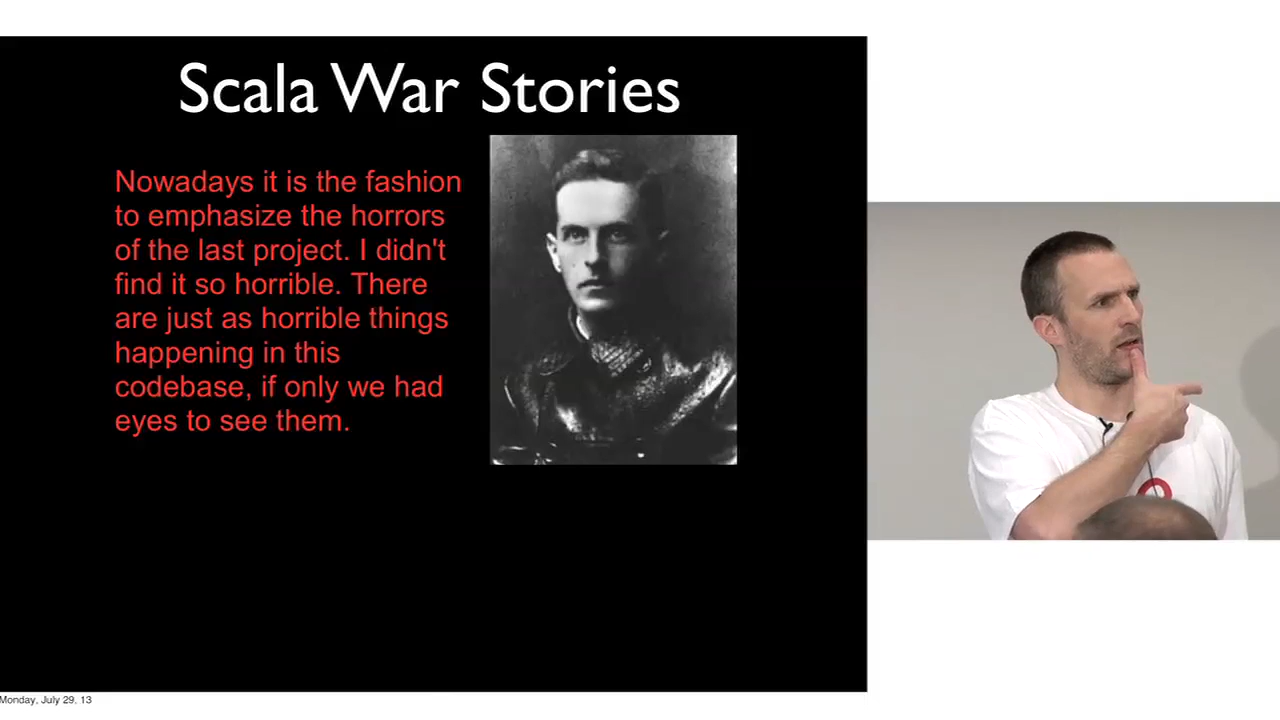 Scala War Stories
Nowadays it is the fashion
to emphasize the horrors
of the last project. I didn't
find it so horrible. There
are just as horrible things
happening in this
codebase, if only we had
eyes to see them.
Monday, July 29, 13